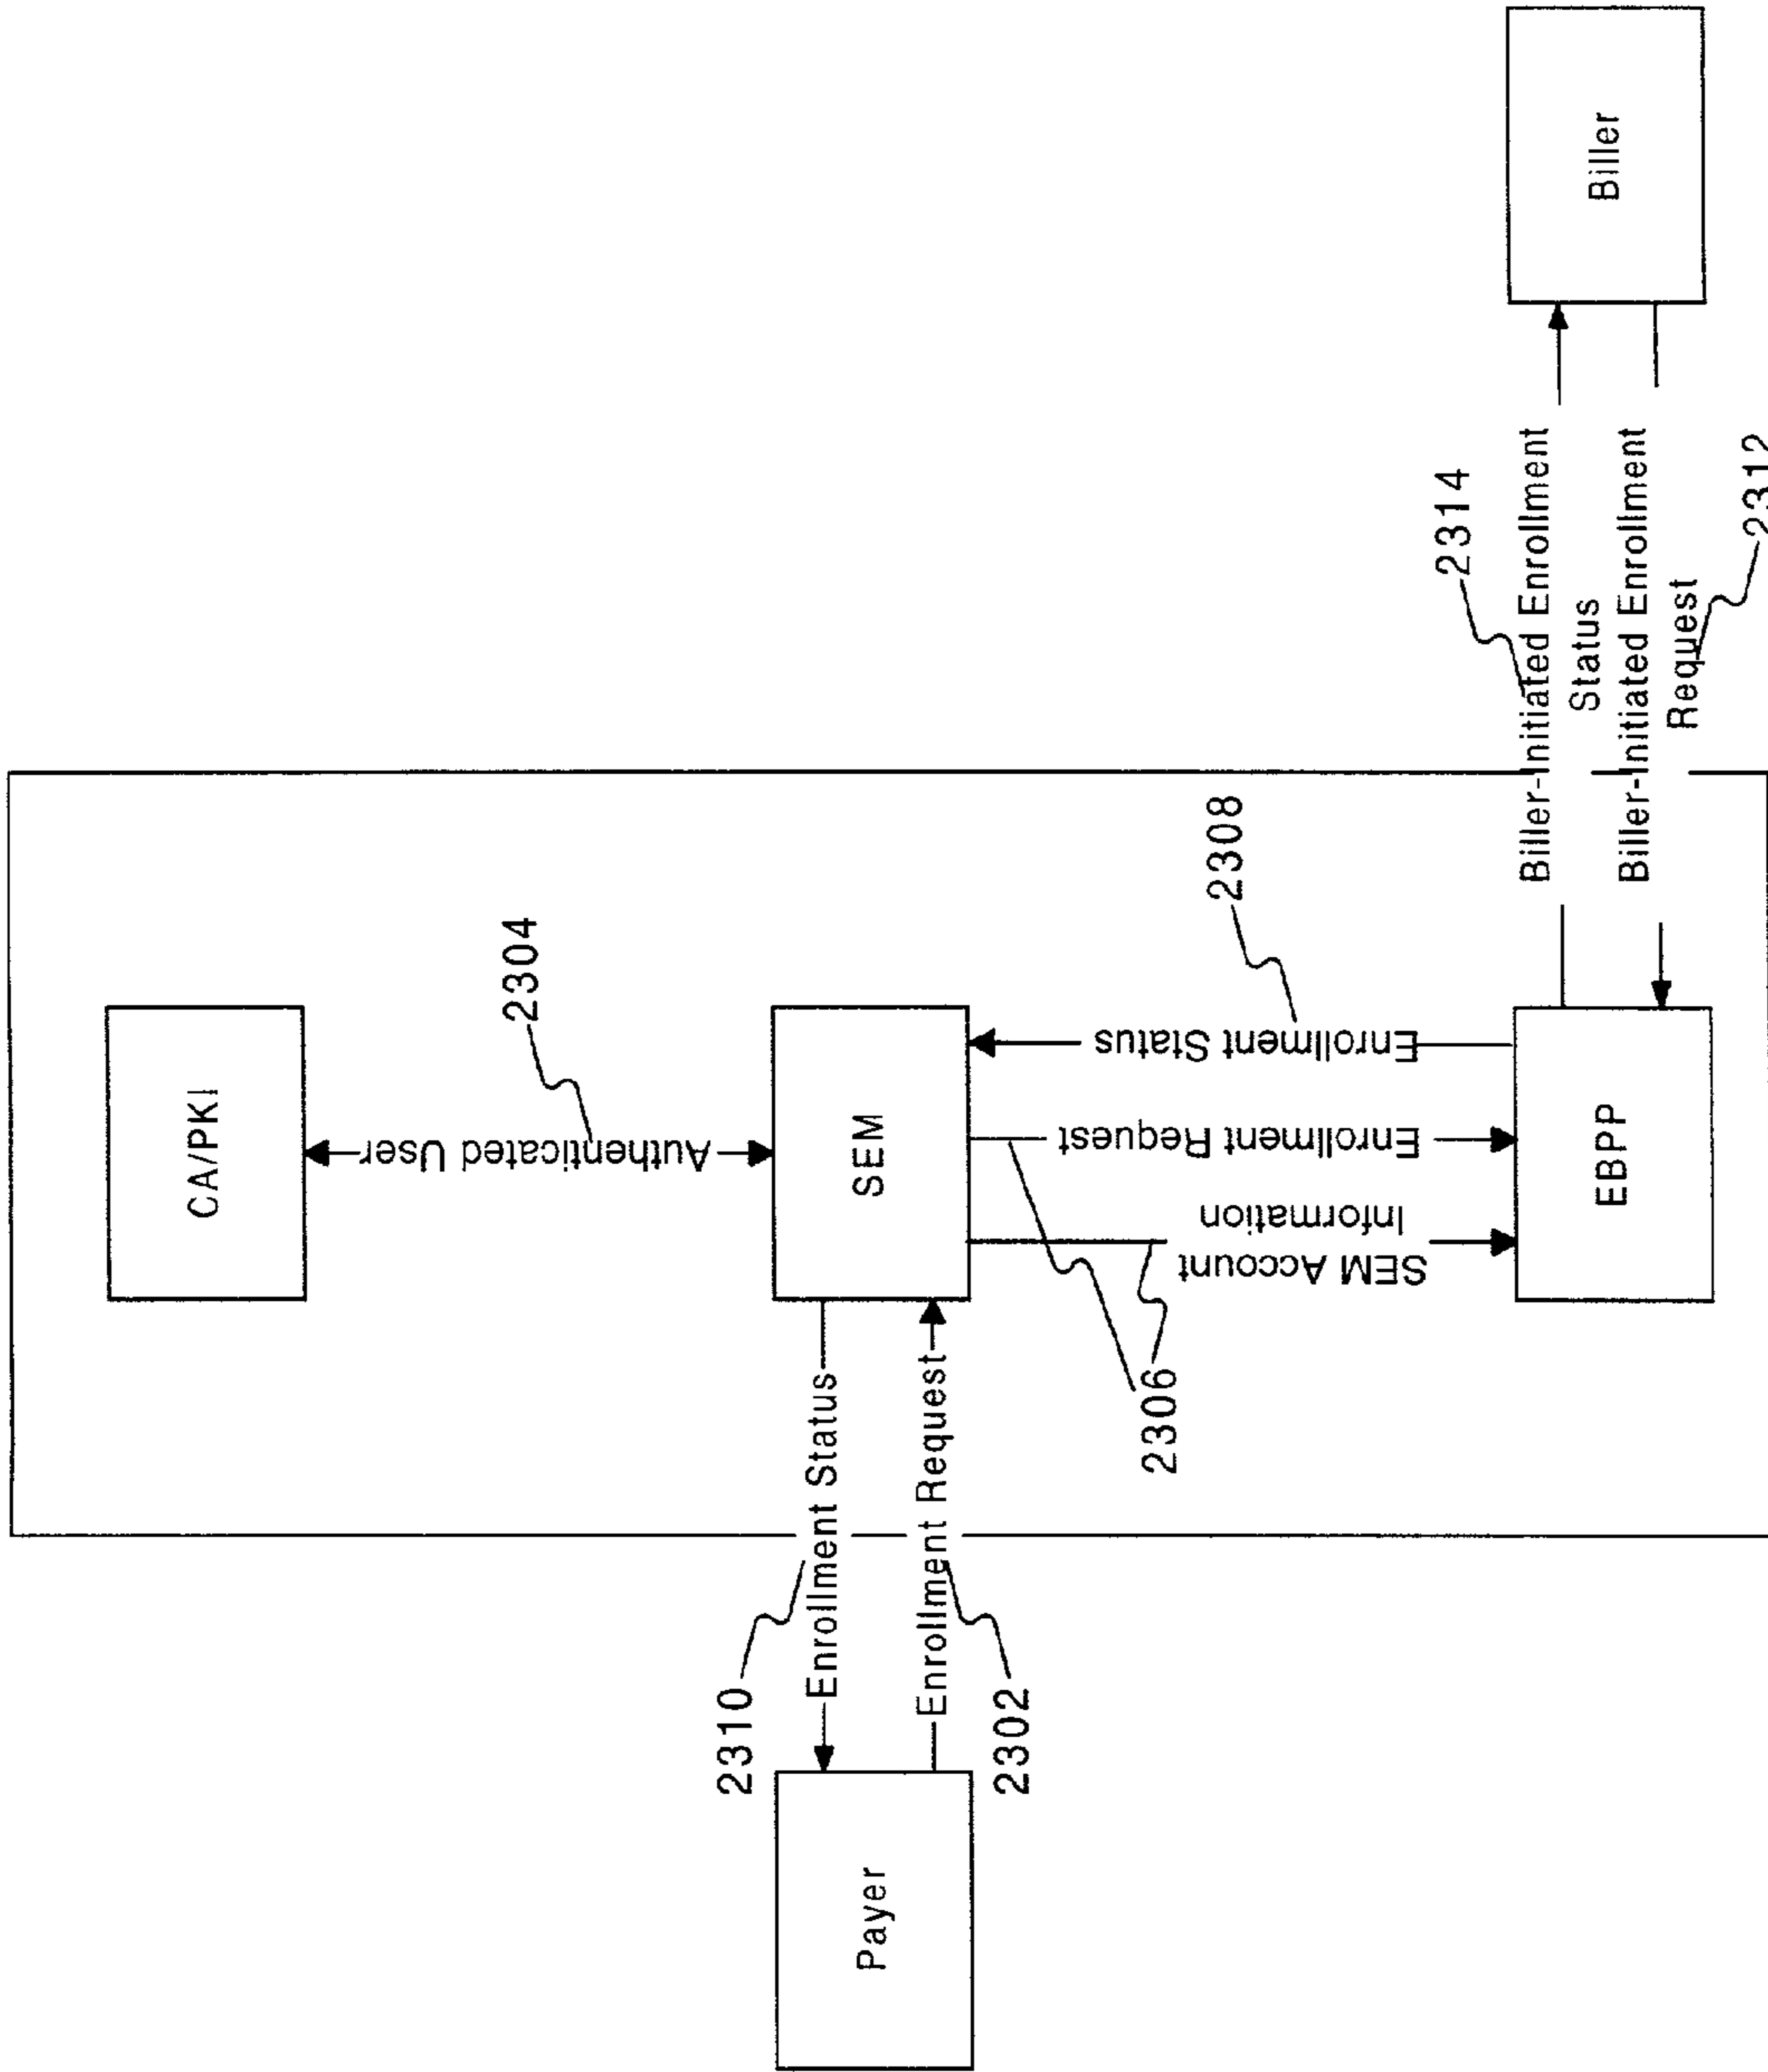 CA/PKI
2304
Authenticated User
2310
Enrollment Status
Payer
SEM
Enrollment Request
2302
2306
SEM Account
Information
Enrollment Request
Enrollment Status
2308
EBPP
2314
Biller-Initiated Enrollment
Status
Biller-Initiated Enrollment
Request
2312
Biller